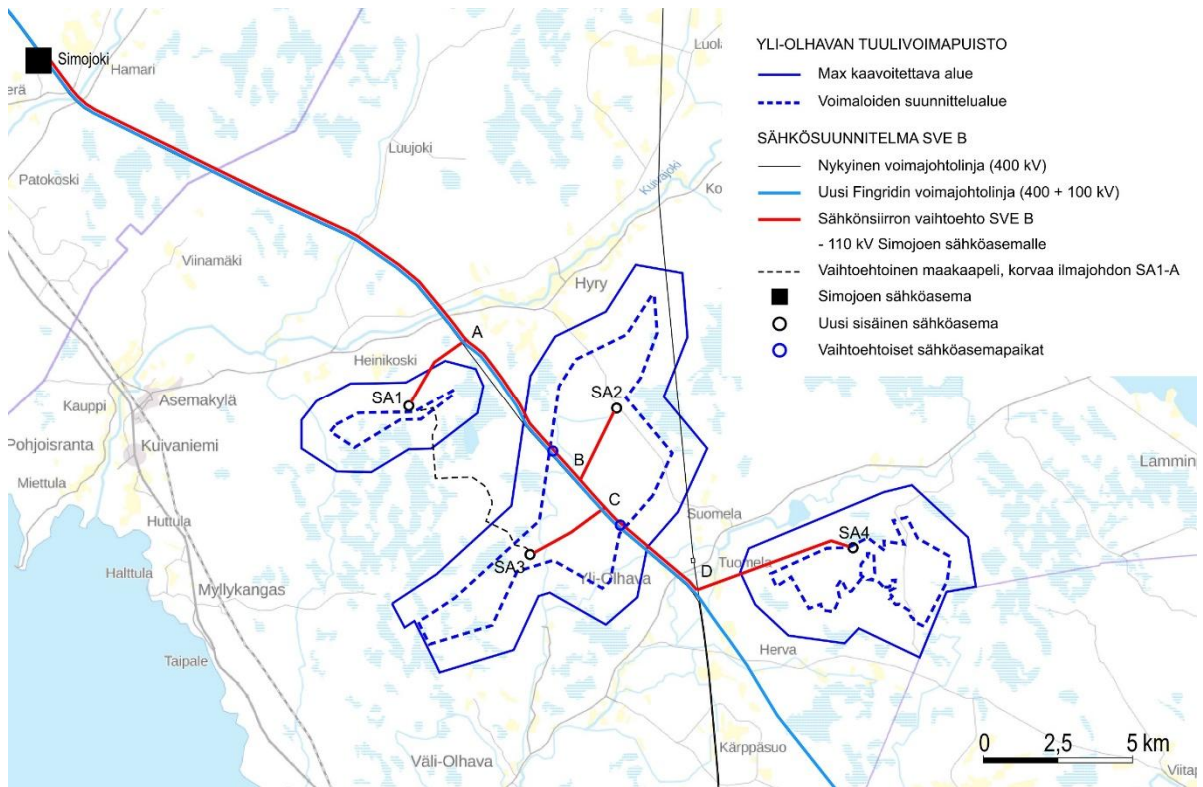 Simojoki
Hamari
erä
Luola
Patokoski
Luujoki
Kuivajoki
Ko
Viinamäki
Hyry
A
Heinikoski
SA1
SA2
Kauppi
Asemakylä
Pohjoisranta
Kuivaniemi
B
Miettula
C
Suomela
Lammin
Huttula
SA3
SA4
Halttula
Yli-Olhava
D
Tuomela
Myllykangas
Taipale
Herva
Väli-Olhava
Kärppäsuo
Viitap
YLI-OLHAVAN TUULIVOIMAPUISTO
Max kaavoitettava alue
Voimaloiden suunnittelualue
SÄHKÖSUUNNITELMA SVE B
Nykyinen voimajohtolinja (400 kV)
Uusi Fingridin voimajohtolinja (400 + 100 kV)
Sähkönsiirron vaihtoehto SVE B
- 110 kV Simojoen sähköasemalle
Vaihtoehtoinen maakaapeli, korvaa ilmajohdon SA1-A
Simojoen sähköasema
Uusi sisäinen sähköasema
Vaihtoehtoiset sähköasemapaikat
0 2,5 5 km